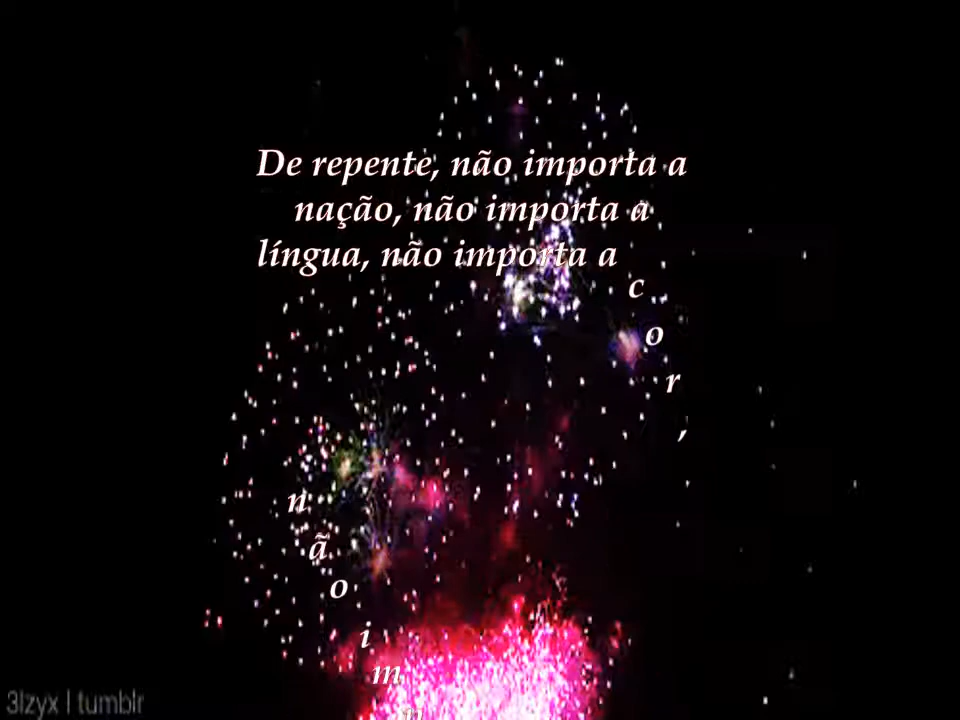 De repente, não importa a
nação, não importa a
língua, não importa a
cor,
não im
3lzyx | tumblr